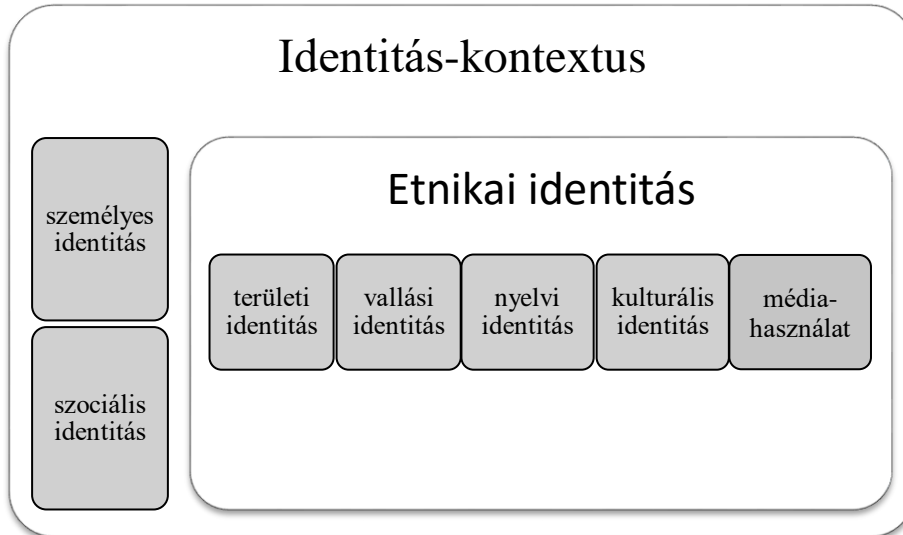 Identitás-kontextus
személyes
identitás
szociális
identitás
Etnikai identitás
területi
identitás
vallási
identitás
nyelvi
identitás
kulturális
identitás
média-
használat